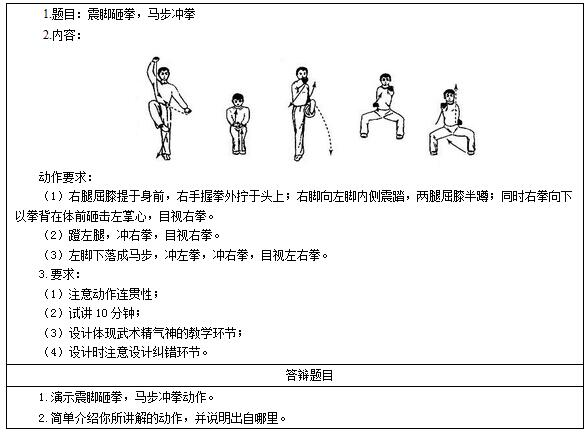 1.题目：震脚砸拳，马步冲拳
2.内容：
动作要求：
（1）右腿屈膝提于身前，右手握拳外拧于头上；右脚向左脚内侧震踏，两腿屈膝半蹲；同时右拳向下
以拳背在体前砸击左掌心，目视右拳。
（2）蹬左腿，冲右拳，目视右拳。
（3）左脚下落成马步，冲左拳，冲右拳，目视左右拳。
3.要求：
（1）注意动作连贯性；
（2）试讲10分钟；
（3）设计体现武术精气神的教学环节；
（4）设计时注意设计纠错环节。
答辩题目
1.演示震脚砸拳，马步冲拳动作。
2.简单介绍你所讲解的动作，并说明出自哪里。